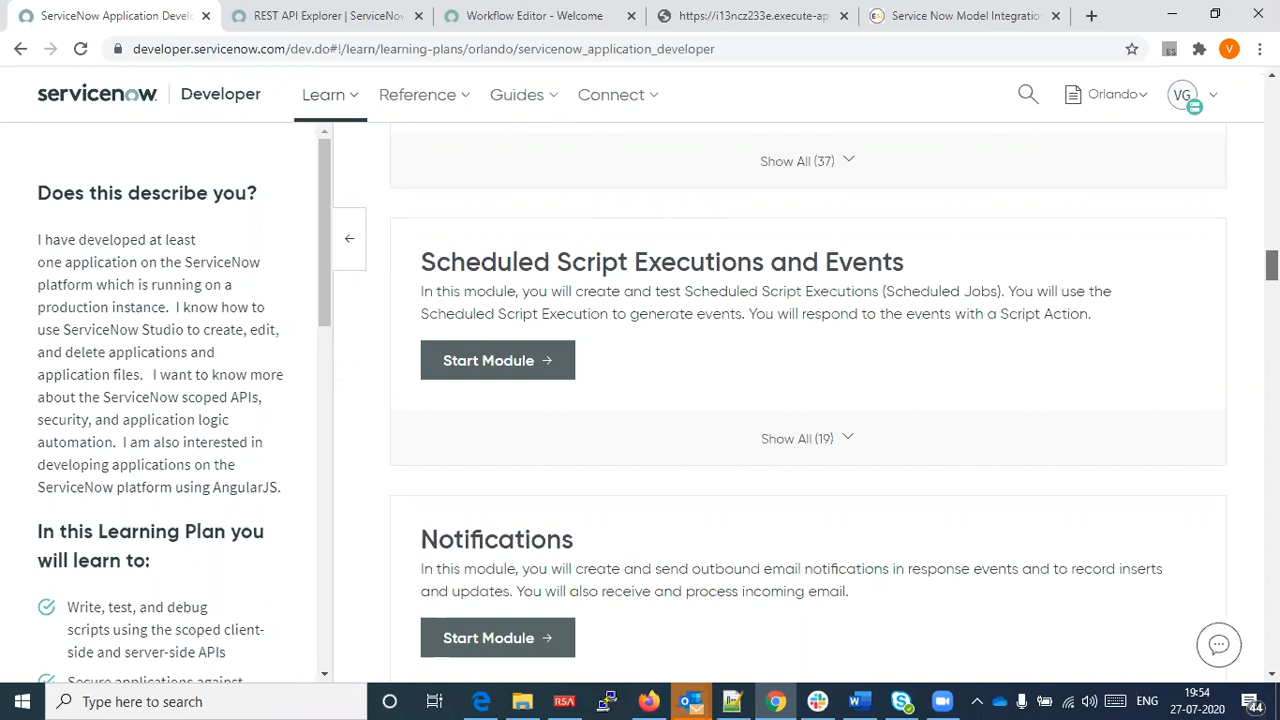 ServiceNow Application Devel
REST API Explorer | ServiceNow
Workflow Editor - Welcome
https://i13ncz233e.execute-ap
Service Now Model Integration
developer.servicenow.com/dev.do#!/learn/learning-plans/orlando/servicenow_application_developer
ES
V
servicenow
Developer
Learn
Reference
Guides
Connect
Orlando
VG
Does this describe you?
I have developed at least
one application on the ServiceNow
platform which is running on a
production instance. I know how to
use ServiceNow Studio to create, edit,
and delete applications and
application files. I want to know more
about the ServiceNow scoped APIs,
security, and application logic
automation. I am also interested in
developing applications on the
ServiceNow platform using AngularJS.
In this Learning Plan you
will learn to:
Write, test, and debug
scripts using the scoped client-
side and server-side APIs
Secure applications against
Show All (37)
Scheduled Script Executions and Events
In this module, you will create and test Scheduled Script Executions (Scheduled Jobs). You will use the
Scheduled Script Execution to generate events. You will respond to the events with a Script Action.
Start Module →
Show All (19)
Notifications
In this module, you will create and send outbound email notifications in response events and to record inserts
and updates. You will also receive and process incoming email.
Start Module →
Type here to search
RSA
ENG
19:54
27-07-2020
44